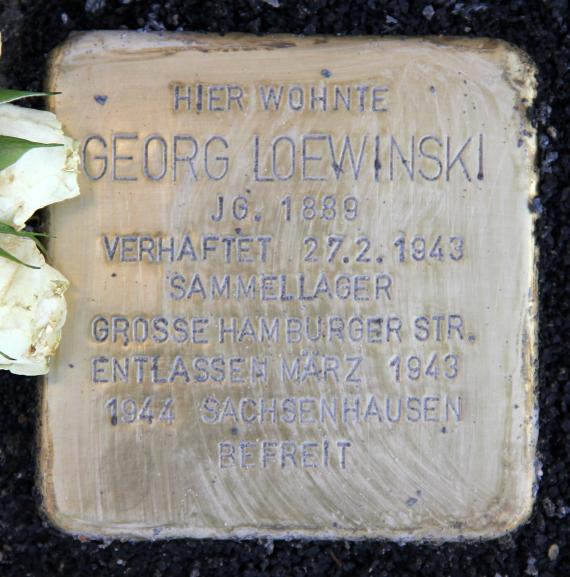 HIER WOHNTE
GEORG LOEWINSKI
JG. 1889
VERHAFTET 27.2.1943
SAMMELLAGER
GROSSE HAMBURGER STR.
ENTLASSEN MÄRZ 1943
1944 SACHSENHAUSEN
BEFREIT